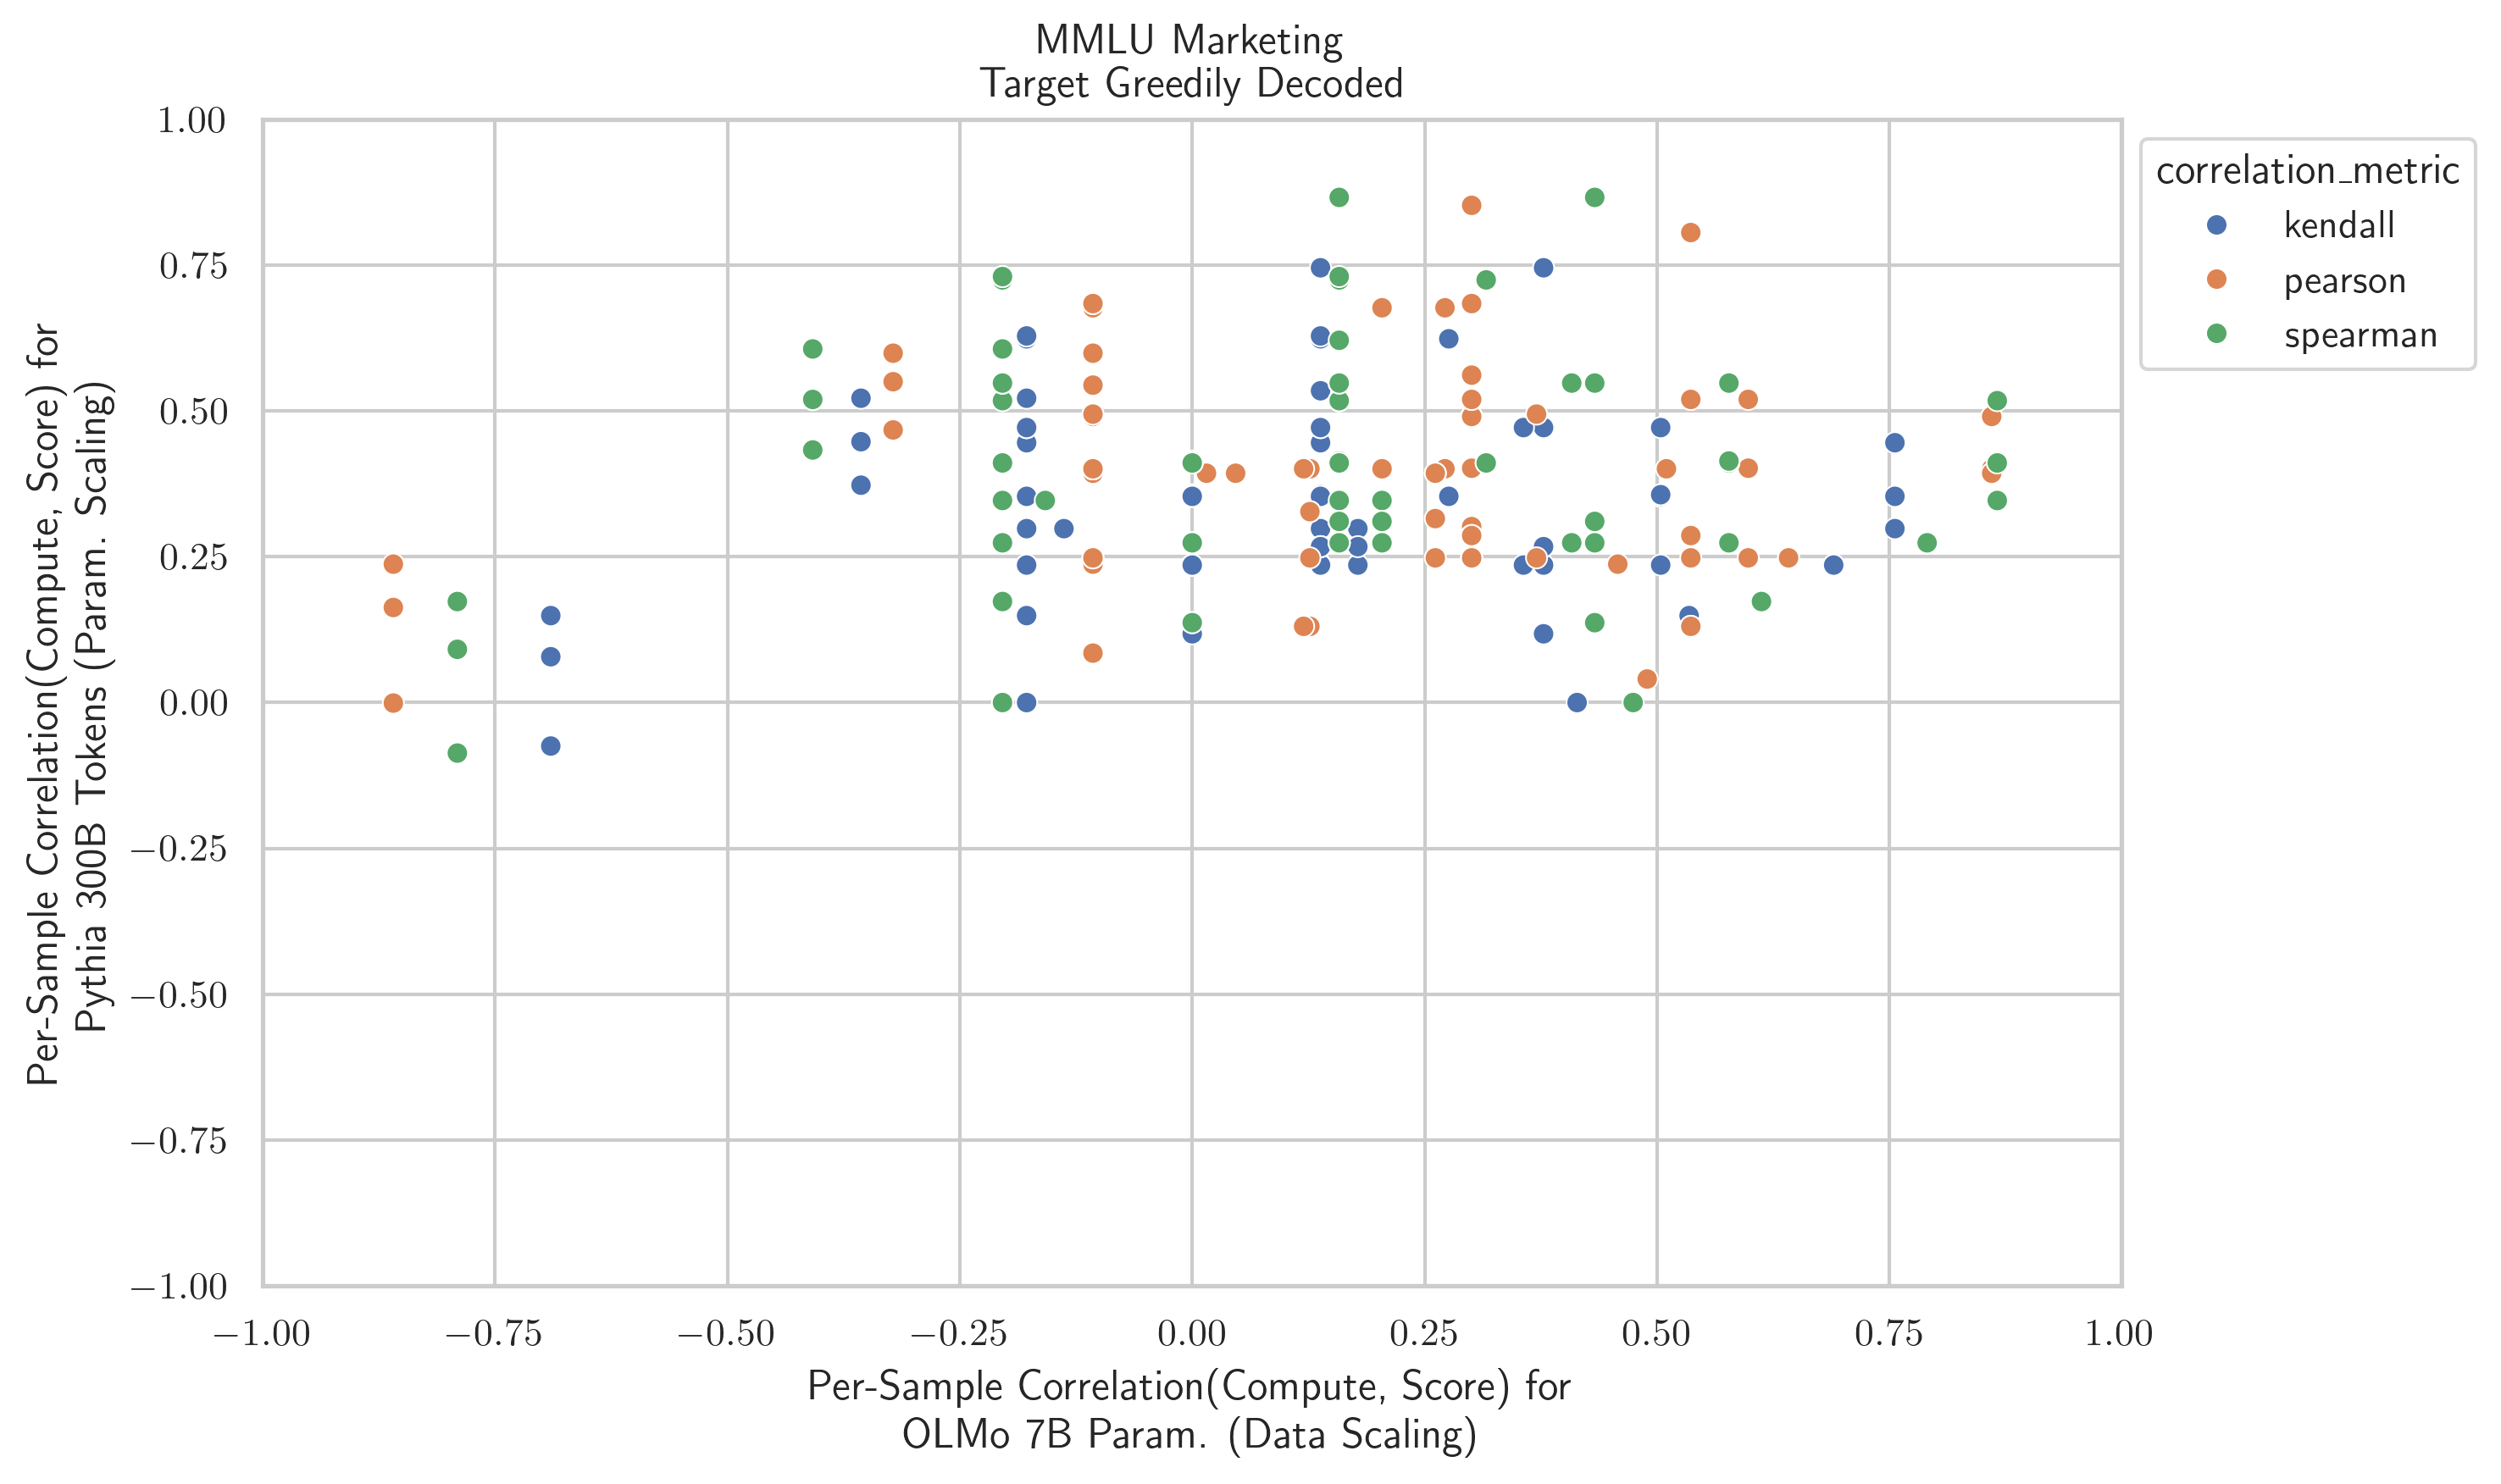 MMLU Marketing
Target Greedily Decoded
1.00
0.75
0.50
0.25
0.00
−0.25
−0.50
−0.75
−1.00
Per-Sample Correlation(Compute, Score) for
Pythia 300B Tokens (Param. Scaling)
correlation_metric
kendall
pearson
spearman
−1.00
−0.75
−0.50
−0.25
0.00
0.25
0.50
0.75
1.00
Per-Sample Correlation(Compute, Score) for
OLMo 7B Param. (Data Scaling)